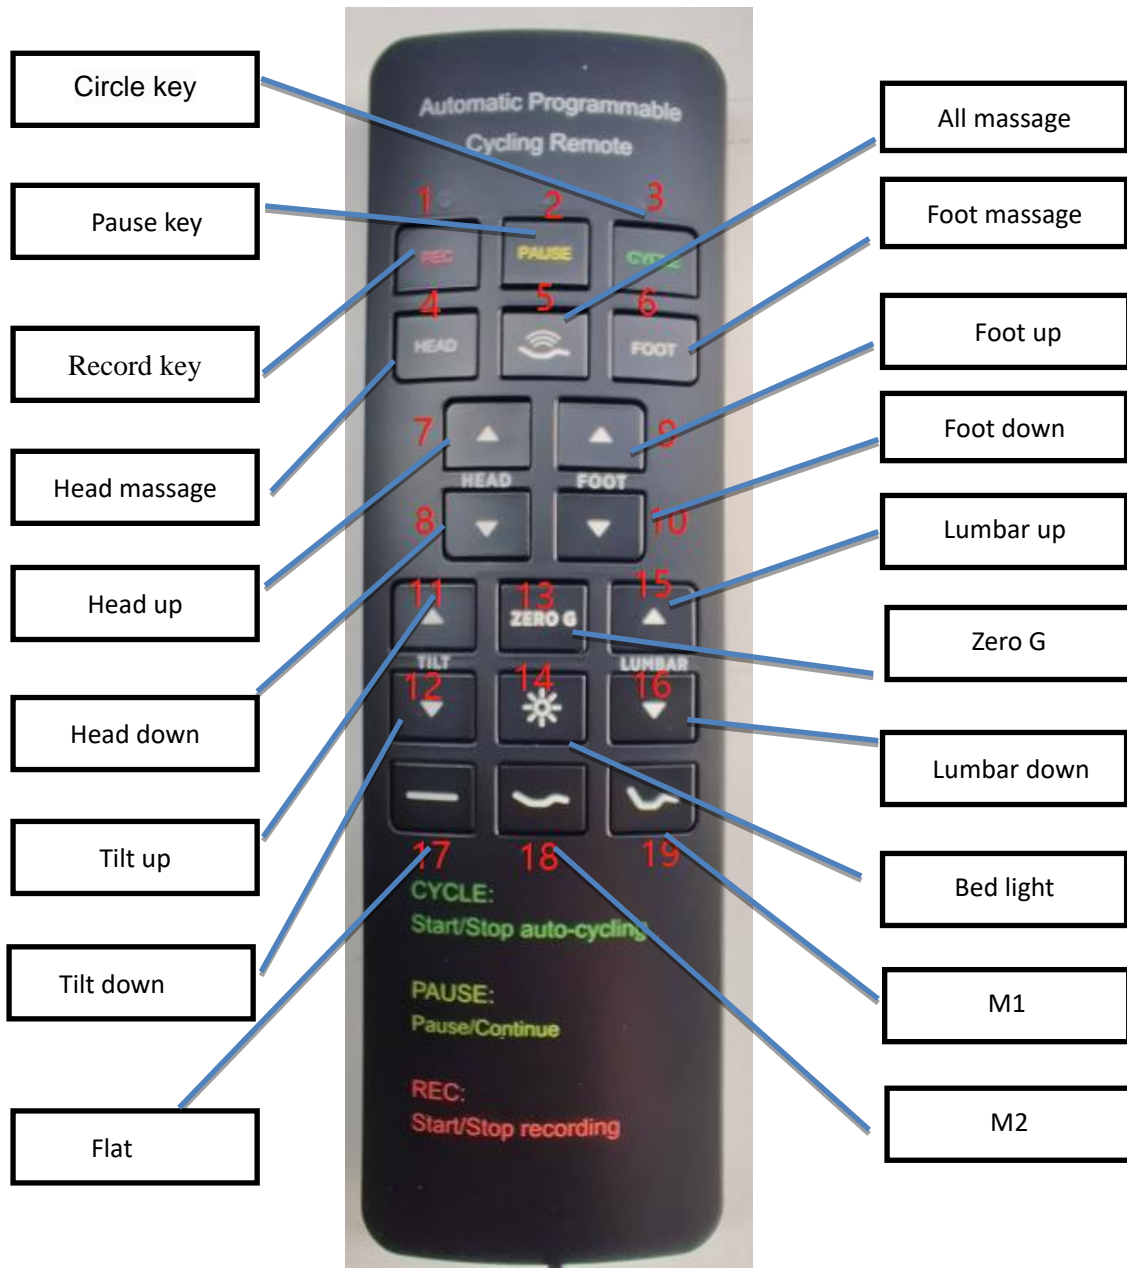 Circle key
Pause key
Record key
Head massage
Head up
Head down
Tilt up
Tilt down
Flat
Automatic Programmable
Cycling Remote
1 2 3
REC PAUSE CYCLE
4 5 6
HEAD FOOT
7 9
HEAD FOOT
8 10
11 13 15
ZERO G
TILT LUMBAR
12 14 16
17 18 19
CYCLE:
Start/Stop auto-cycling
PAUSE:
Pause/Continue
REC:
Start/Stop recording
All massage
Foot massage
Foot up
Foot down
Lumbar up
Zero G
Lumbar down
Bed light
M1
M2